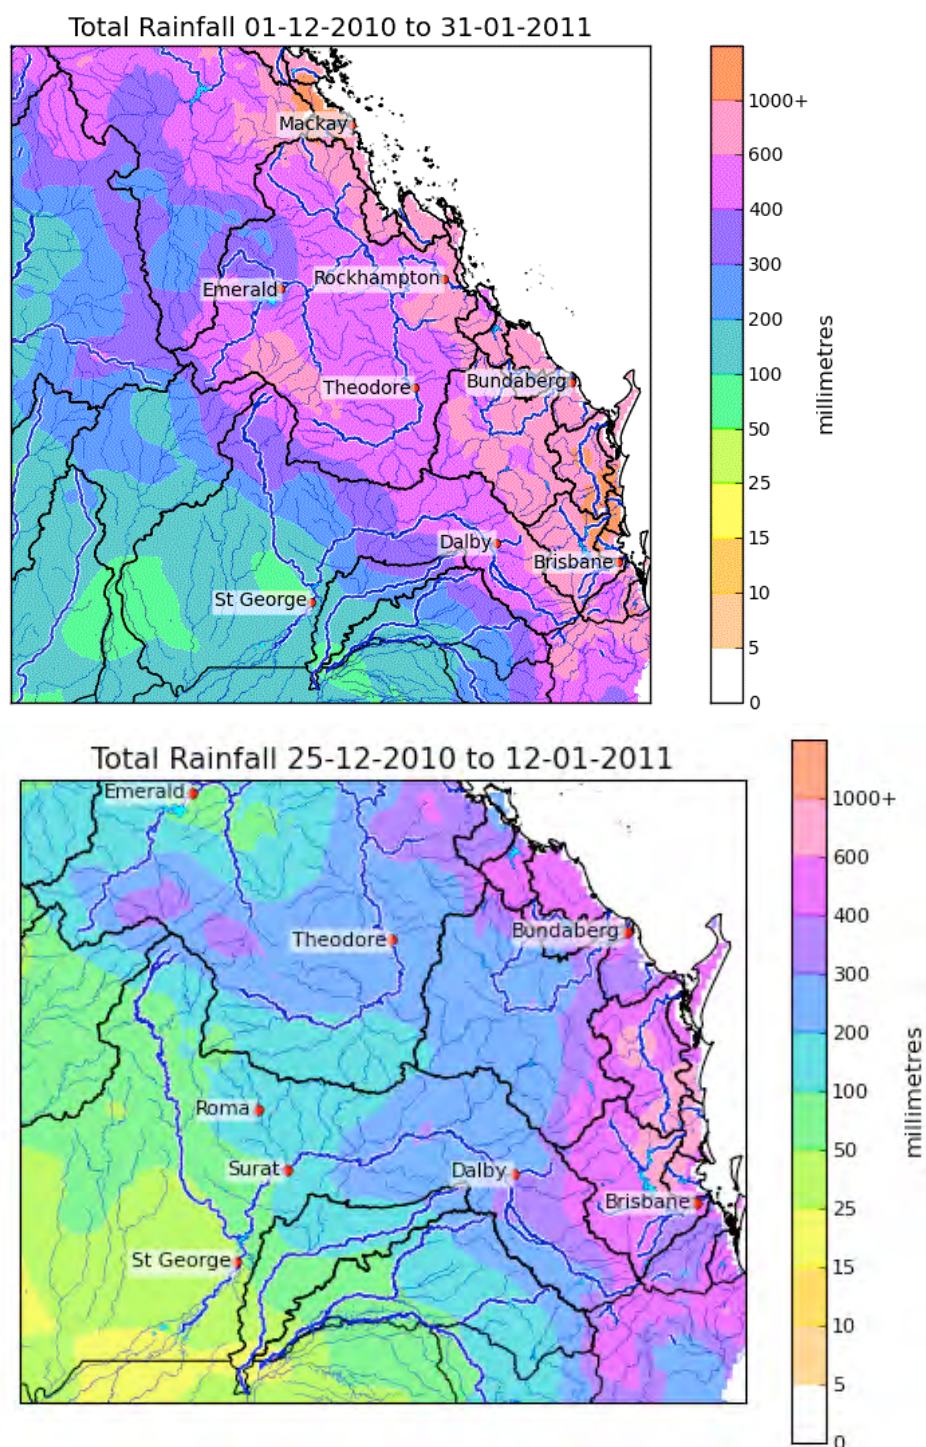 Total Rainfall 01-12-2010 to 31-01-2011
Mackay
Emerald
Rockhampton
Theodore
Bundaberg
Dalby
Brisbane
St George
1000+
600
400
300
200
100
50
25
15
10
5
0
millimetres
Total Rainfall 25-12-2010 to 12-01-2011
Emerald
Theodore
Bundaberg
Roma
Surat
Dalby
Brisbane
St George
1000+
600
400
300
200
100
50
25
15
10
5
0
millimetres